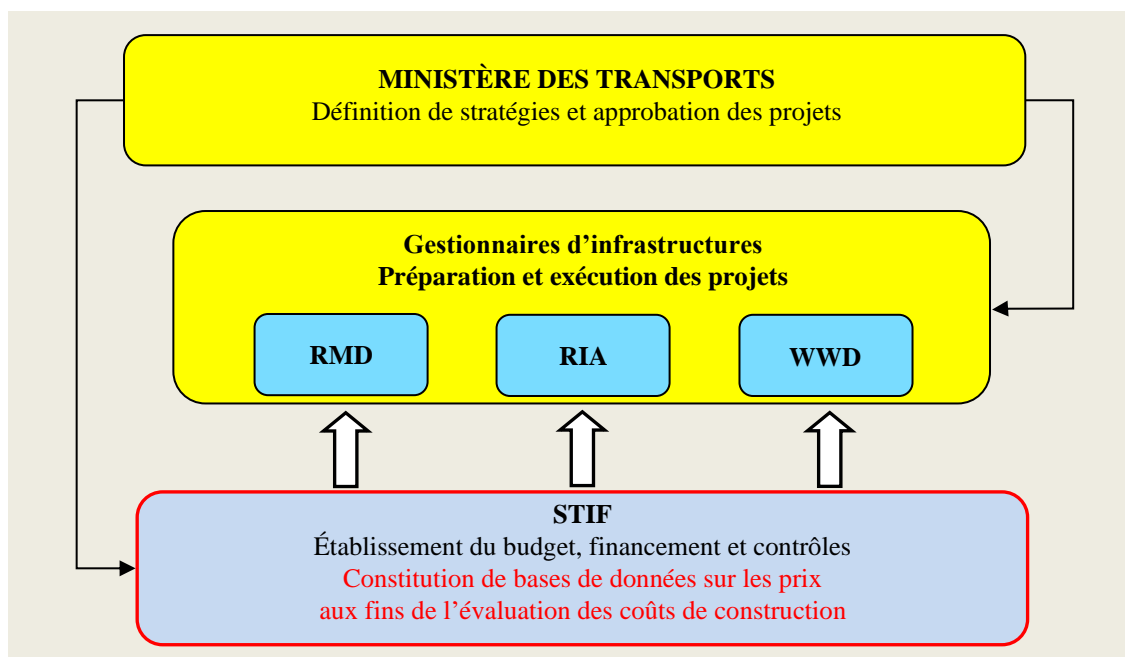 MINISTÈRE DES TRANSPORTS
Définition de stratégies et approbation des projets
Gestionnaires d’infrastructures
Préparation et exécution des projets
RMD
RIA
WWD
STIF
Établissement du budget, financement et contrôles
Constitution de bases de données sur les prix
aux fins de l’évaluation des coûts de construction